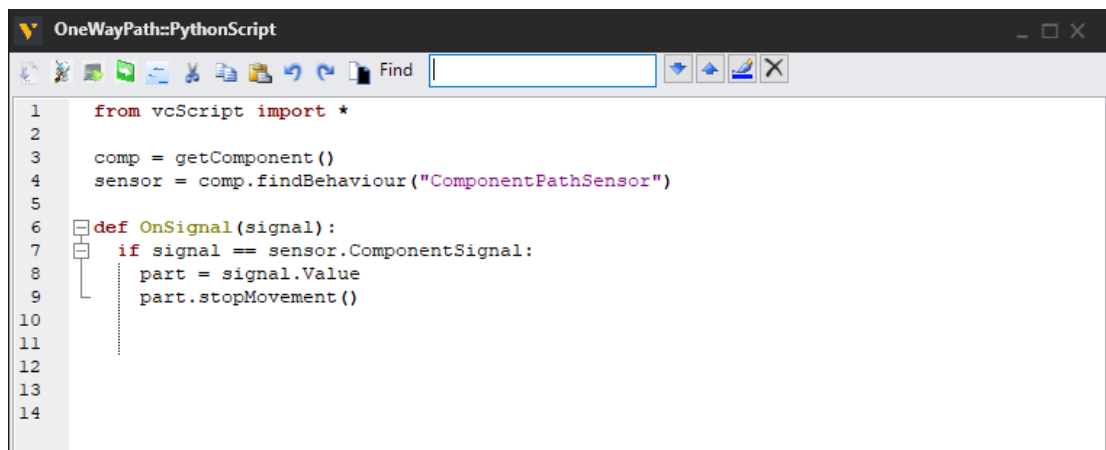 OneWayPath::PythonScript
Find
1 from vcScript import *
2
3 comp = getComponent()
4 sensor = comp.findBehaviour("ComponentPathSensor")
5
6 def OnSignal(signal):
7 if signal == sensor.ComponentSignal:
8 part = signal.Value
9 part.stopMovement()
10
11
12
13
14